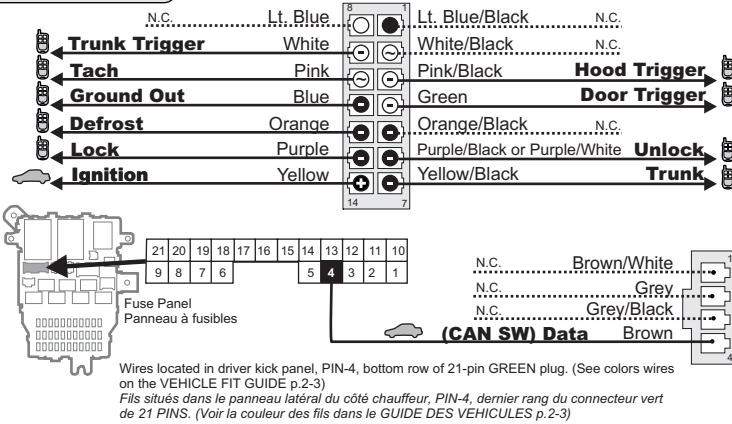 N.C. Lt. Blue 8 1 Lt. Blue/Black N.C.
Trunk Trigger White White/Black N.C.
Tach Pink Pink/Black Hood Trigger
Ground Out Blue Green Door Trigger
Defrost Orange Orange/Black N.C.
Lock Purple Purple/Black or Purple/White Unlock
Ignition Yellow Yellow/Black Trunk
14 7
21 20 19 18 17 16 15 14 13 12 11 10
9 8 7 6 5 4 3 2 1
Fuse Panel
Panneau à fusibles
N.C. Brown/White 1
N.C. Grey
N.C. Grey/Black
(CAN SW) Data Brown 4
Wires located in driver kick panel, PIN-4, bottom row of 21-pin GREEN plug. (See colors wires
on the VEHICLE FIT GUIDE p.2-3)
Fils situés dans le panneau latéral du côté chauffeur, PIN-4, dernier rang du connecteur vert
de 21 PINS. (Voir la couleur des fils dans le GUIDE DES VEHICULES p.2-3)